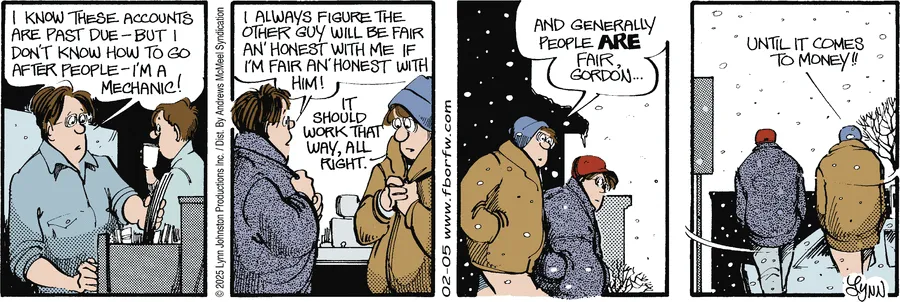 I KNOW THESE ACCOUNTS
ARE PAST DUE – BUT I
DON'T KNOW HOW TO GO
AFTER PEOPLE – I'M A
MECHANIC!
© 2025 Lynn Johnston Productions Inc. / Dist. By Andrews McMeel Syndication
I ALWAYS FIGURE THE
OTHER GUY WILL BE FAIR
AN' HONEST WITH ME IF
I'M FAIR AN' HONEST WITH
HIM!
IT
SHOULD
WORK THAT
WAY, ALL
RIGHT.
02-05 www.fborfw.com
AND GENERALLY
PEOPLE ARE
FAIR,
GORDON...
UNTIL IT COMES
TO MONEY!!
LYNN